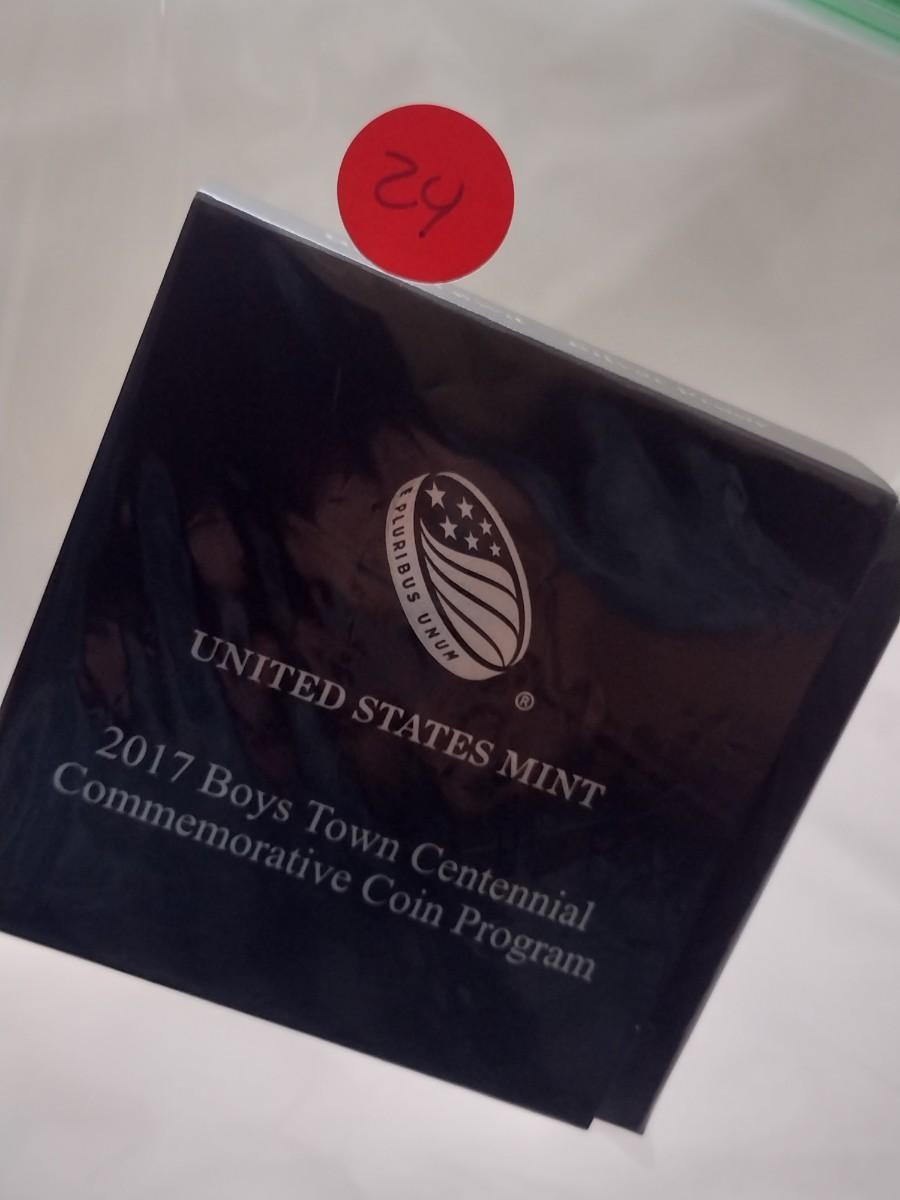 24
E PLURIBUS UNUM
®
UNITED STATES MINT
2017 Boys Town Centennial
Commemorative Coin Program